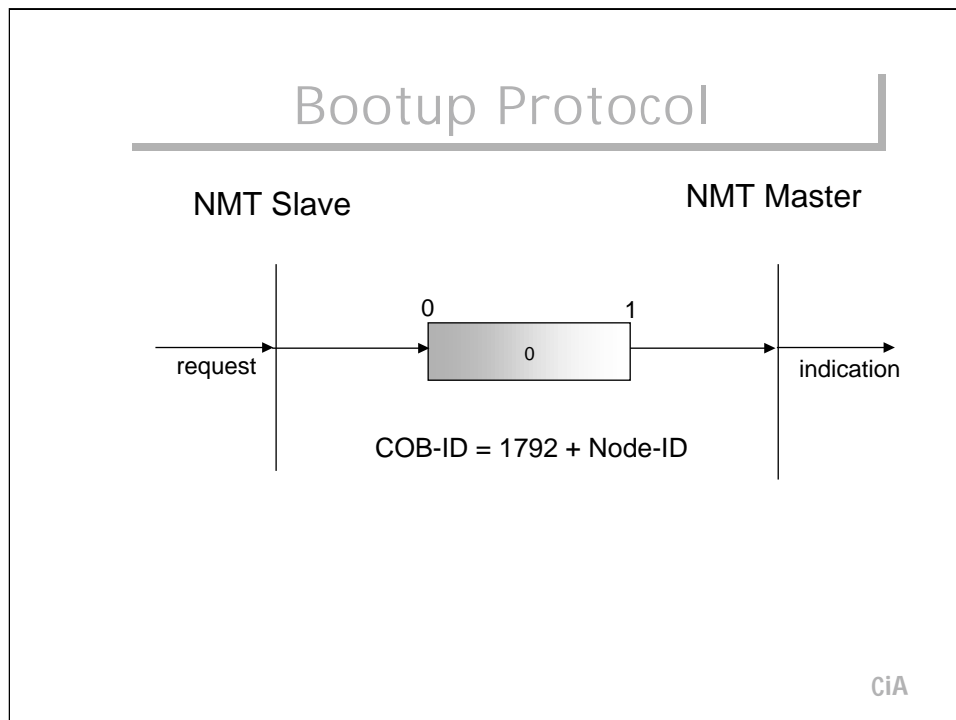 Bootup Protocol
NMT Slave
NMT Master
0
1
request
0
indication
COB-ID = 1792 + Node-ID
CiA